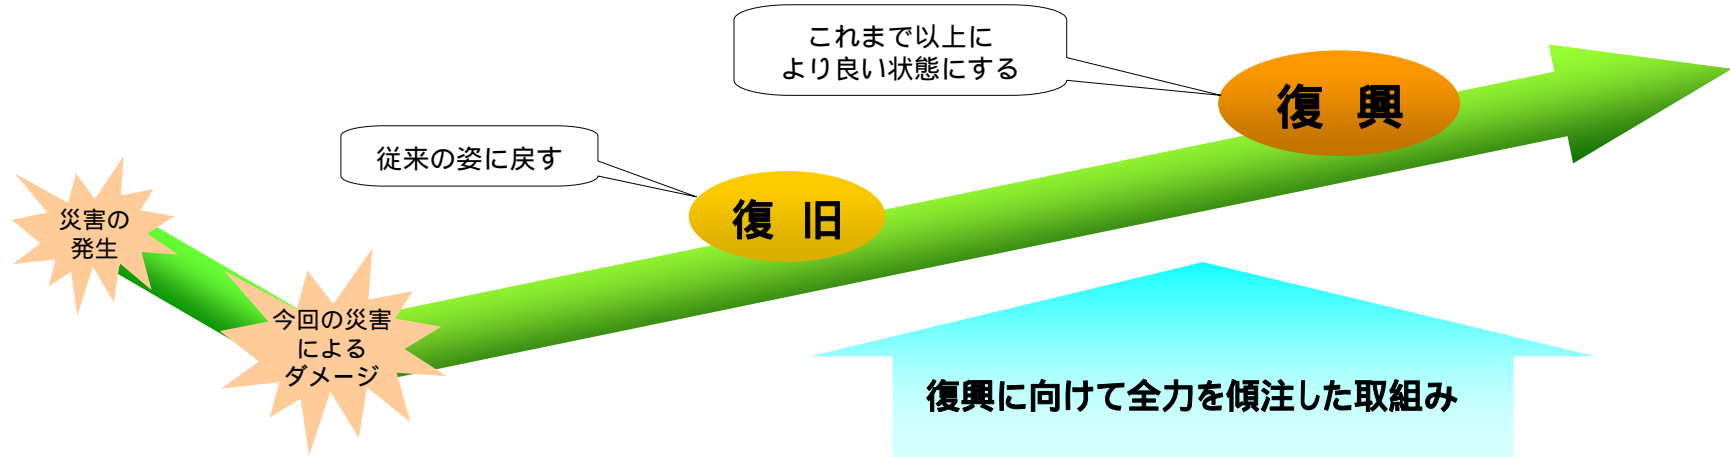 これまで以上に
より良い状態にする
復 興
従来の姿に戻す
復 旧
災害の
発生
今回の災害
による
ダメージ
復興に向けて全力を傾注した取組み